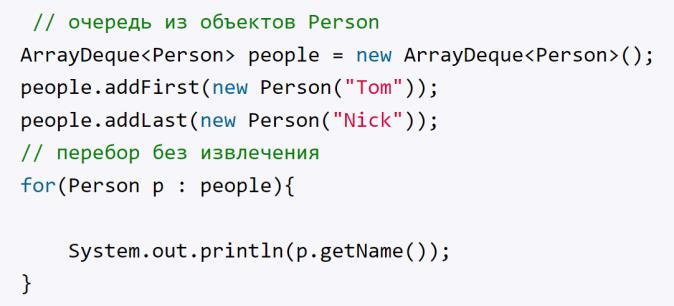 // очередь из объектов Person
ArrayDeque<Person> people = new ArrayDeque<Person>();
people.addFirst(new Person("Tom"));
people.addLast(new Person("Nick"));
// перебор без извлечения
for(Person p : people){
    System.out.println(p.getName());
}